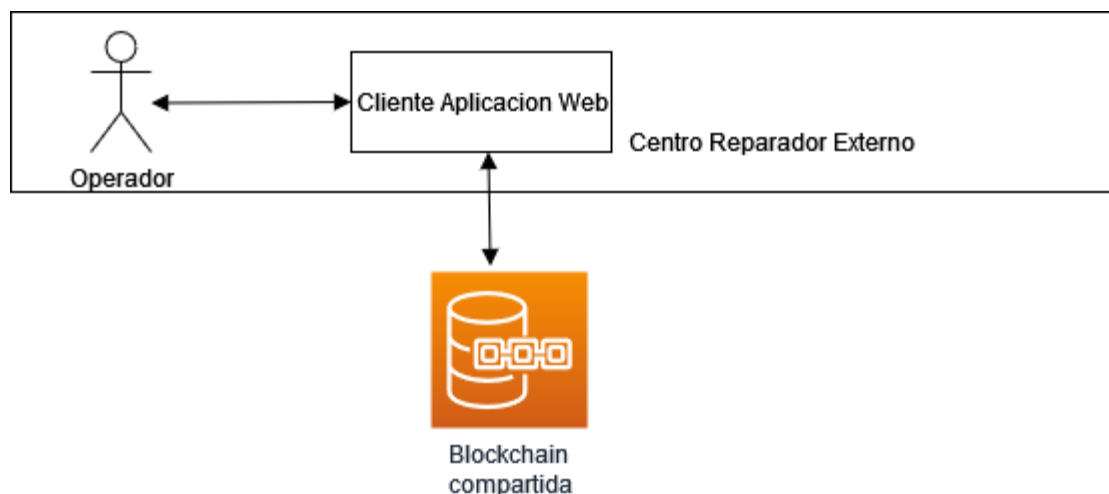 Cliente Aplicacion Web
Centro Reparador Externo
Operador
Blockchain
compartida